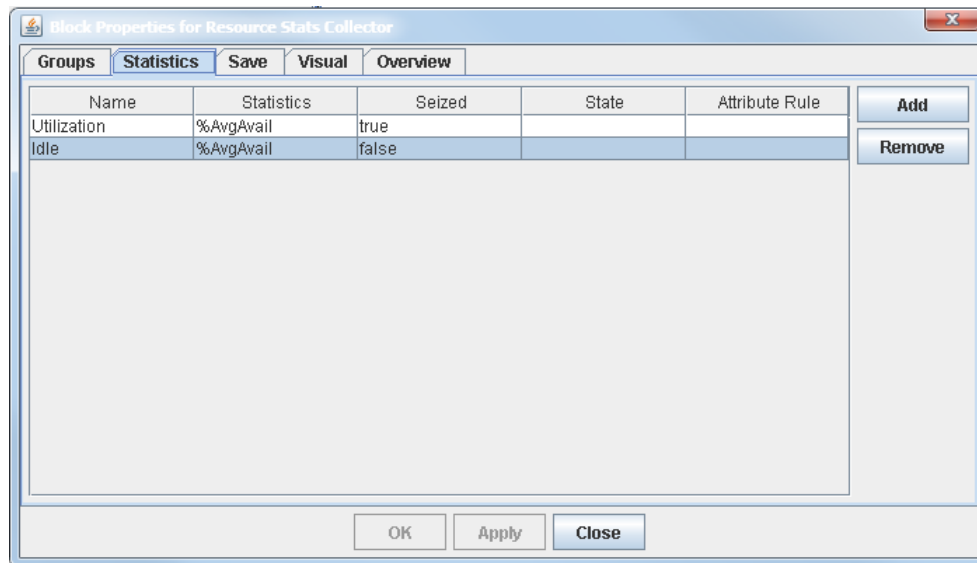 Block Properties for Resource Stats Collector
x
Groups Statistics Save Visual Overview
Name Statistics Seized State Attribute Rule Add
Utilization %AvgAvail true
Idle %AvgAvail false Remove
OK Apply Close